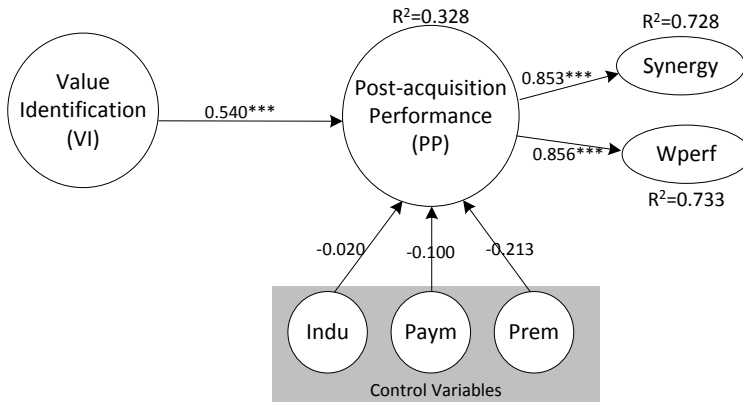 R²=0.328
R²=0.728
Value
Identification
(VI)
0.540***
Post-acquisition
Performance
(PP)
0.853***
Synergy
0.856***
Wperf
R²=0.733
-0.020
-0.100
-0.213
Indu
Paym
Prem
Control Variables